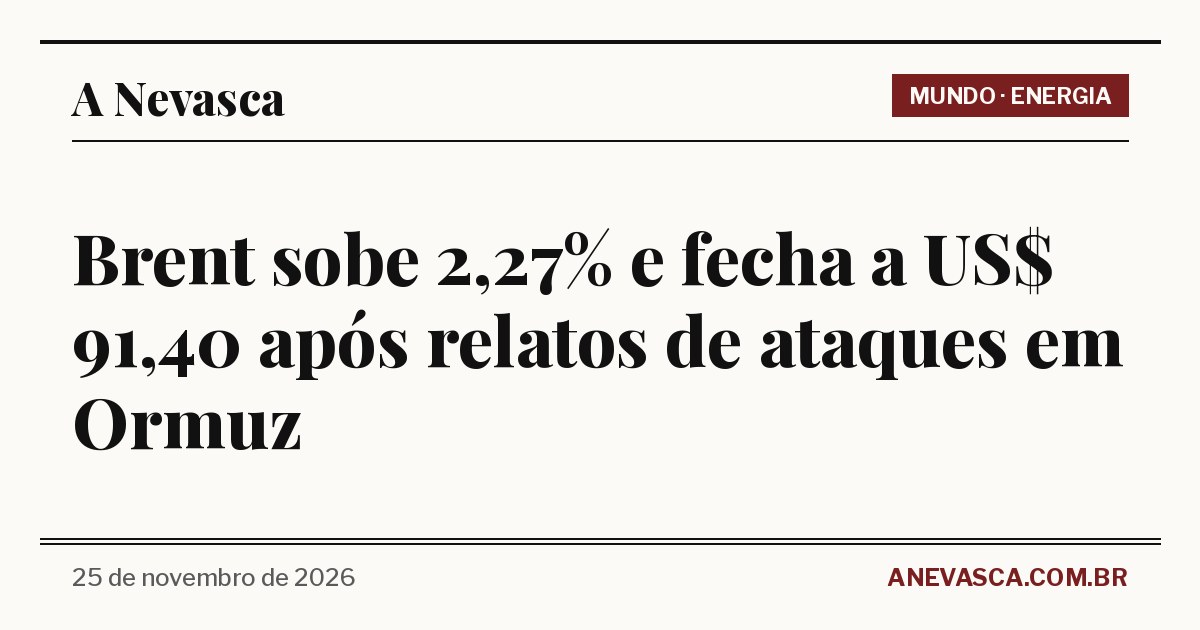 A Nevasca
MUNDO · ENERGIA
Brent sobe 2,27% e fecha a US$
91,40 após relatos de ataques em
Ormuz
25 de novembro de 2026
ANEVASCA.COM.BR